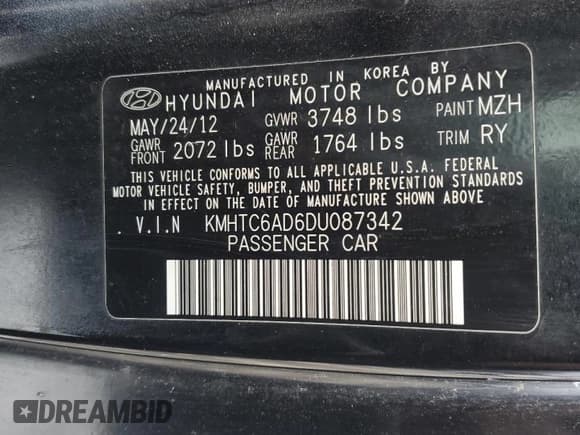 MANUFACTURED IN KOREA BY
HYUNDAI MOTOR COMPANY
MAY/24/12 GVWR 3748 lbs PAINT MZH
GAWR FRONT 2072 lbs GAWR REAR 1764 lbs TRIM RY
THIS VEHICLE CONFORMS TO ALL APPLICABLE U.S.A. FEDERAL
MOTOR VEHICLE SAFETY, BUMPER, AND THEFT PREVENTION STANDARDS
IN EFFECT ON THE DATE OF MANUFACTURE SHOWN ABOVE
. V.I.N KMHTC6AD6DU087342
PASSENGER CAR
DREAMBID